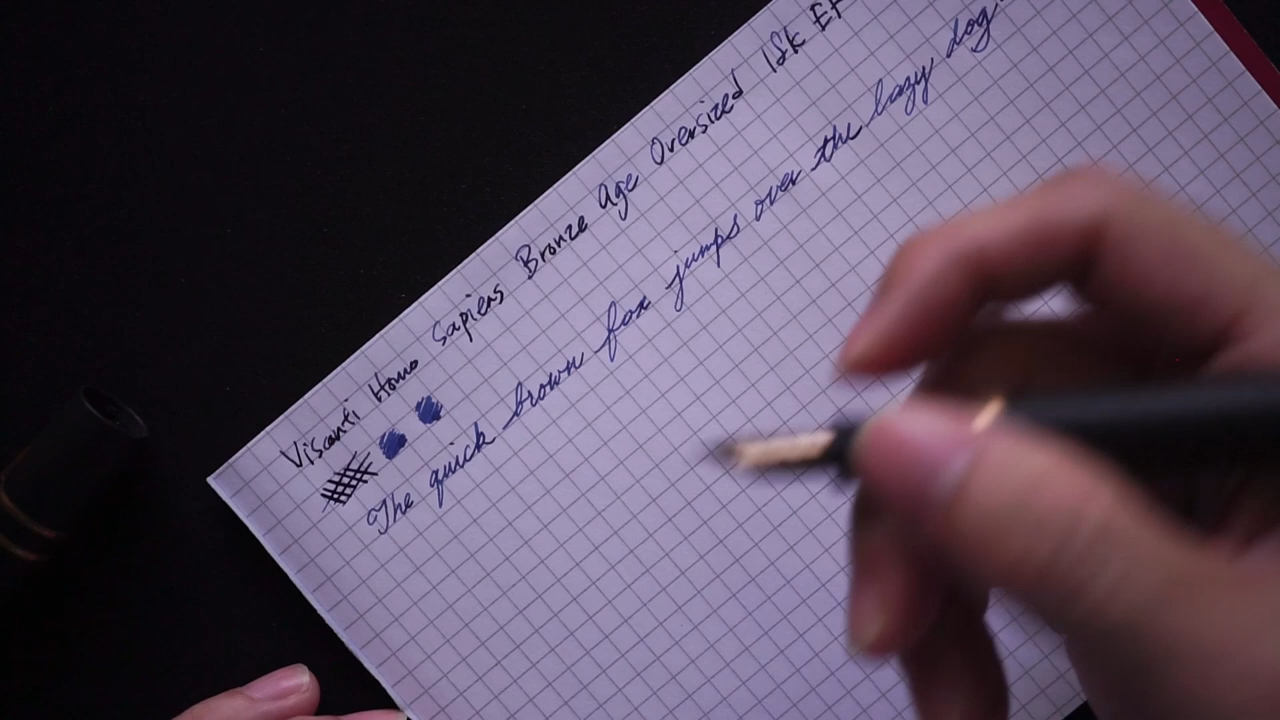 Visconti Homo Sapiens Bronze Age Oversized 18k EF
The quick brown fox jumps over the lazy dog